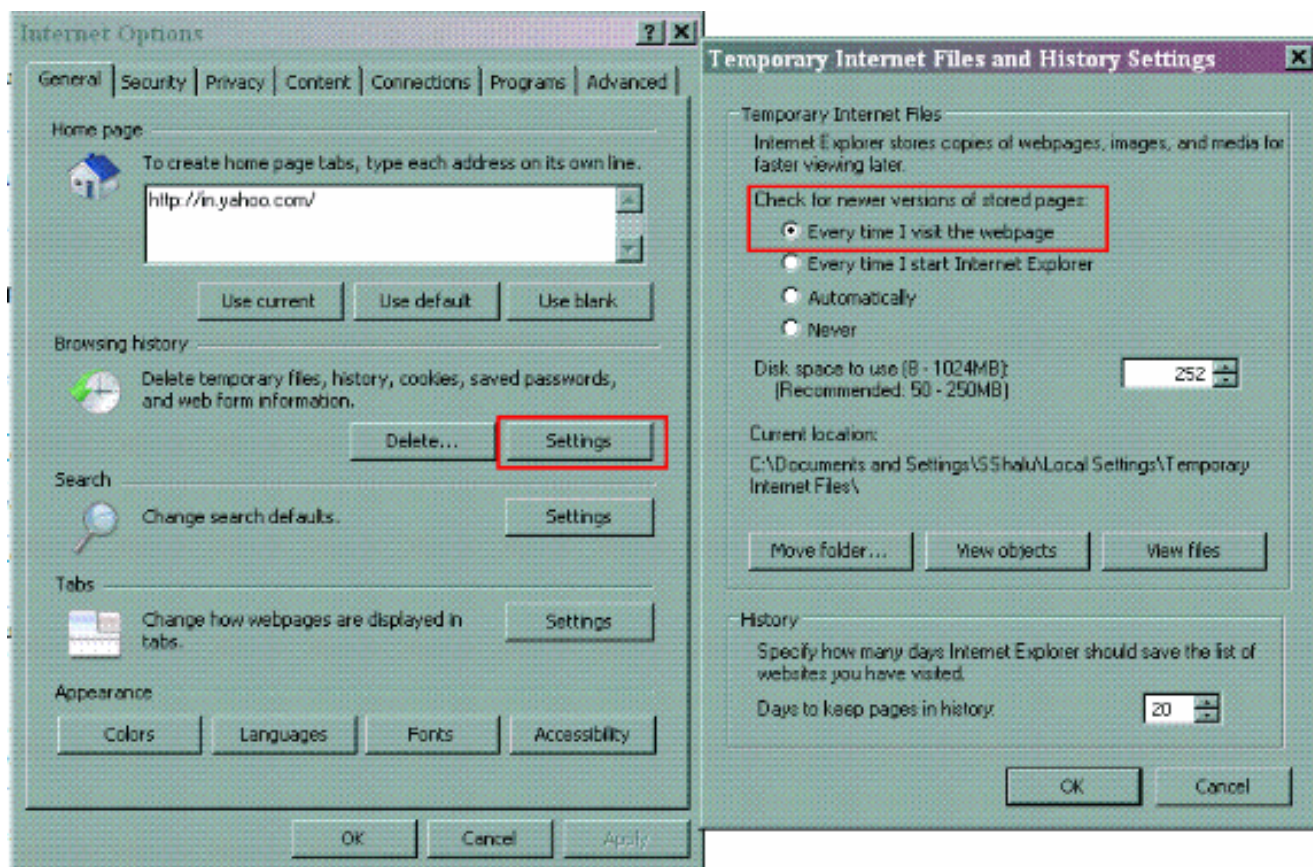 Internet Options
General Security Privacy Content Connections Programs Advanced
Home page
To create home page tabs, type each address on its own line.
http://in.yahoo.com/
Use current Use default Use blank
Browsing history
Delete temporary files, history, cookies, saved passwords,
and web form information.
Delete... Settings
Search
Change search defaults. Settings
Tabs
Change how webpages are displayed in
tabs.
Settings
Appearance
Colors Languages Fonts Accessibility
OK Cancel Apply
Temporary Internet Files and History Settings
Temporary Internet Files
Internet Explorer stores copies of webpages, images, and media for
faster viewing later.
Check for newer versions of stored pages:
Every time I visit the webpage
Every time I start Internet Explorer
Automatically
Never
Disk space to use (8 - 1024MB): 252
(Recommended: 50 - 250MB)
Current location:
C:\Documents and Settings\SShalu\Local Settings\Temporary
Internet Files\
Move folder... View objects View files
History
Specify how many days Internet Explorer should save the list of
websites you have visited.
Days to keep pages in history: 20
OK Cancel